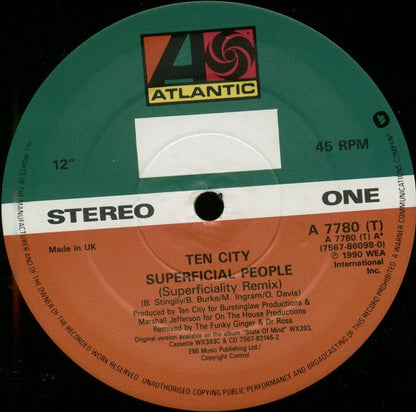 ATLANTIC
12"
45 RPM
STEREO
ONE
Made in UK
A 7780 (T)
A 7780 (T) A*
(7567-86098-0)
℗ 1990 WEA
International
Inc.
TEN CITY
SUPERFICIAL PEOPLE
(Superficiality Remix)
(B. Stingily/B. Burke/M. Ingram/O. Davis)
Produced by Ten City for Burstinglaw Productions &
Marshall Jefferson for On The House Productions
Remixed by The Funky Ginger & Dr Ross
Original version available on the album "State Of Mind" WX393,
Cassette WX393C & CD 7567-82146-2
EMI Music Publishing Ltd./
Copyright Control
ALL RIGHTS OF THE MANUFACTURER AND OF THE OWNER OF THE RECORDED WORK RESERVED UNAUTHORISED COPYING PUBLIC PERFORMANCE AND BROADCASTING OF THIS RECORD PROHIBITED A WARNER COMMUNICATIONS COMPANY